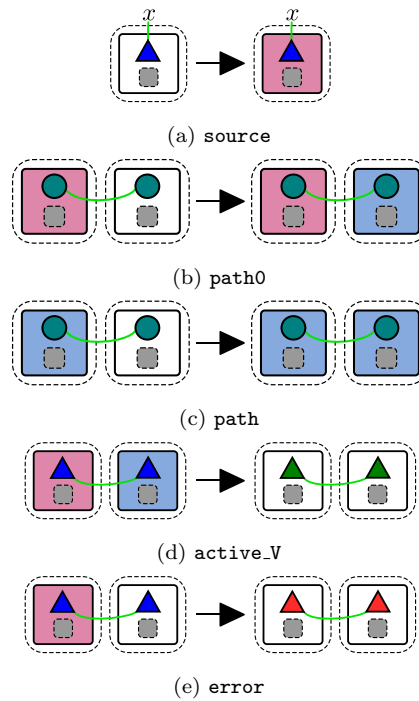 x x
(a) source
(b) path0
(c) path
(d) active_V
(e) error